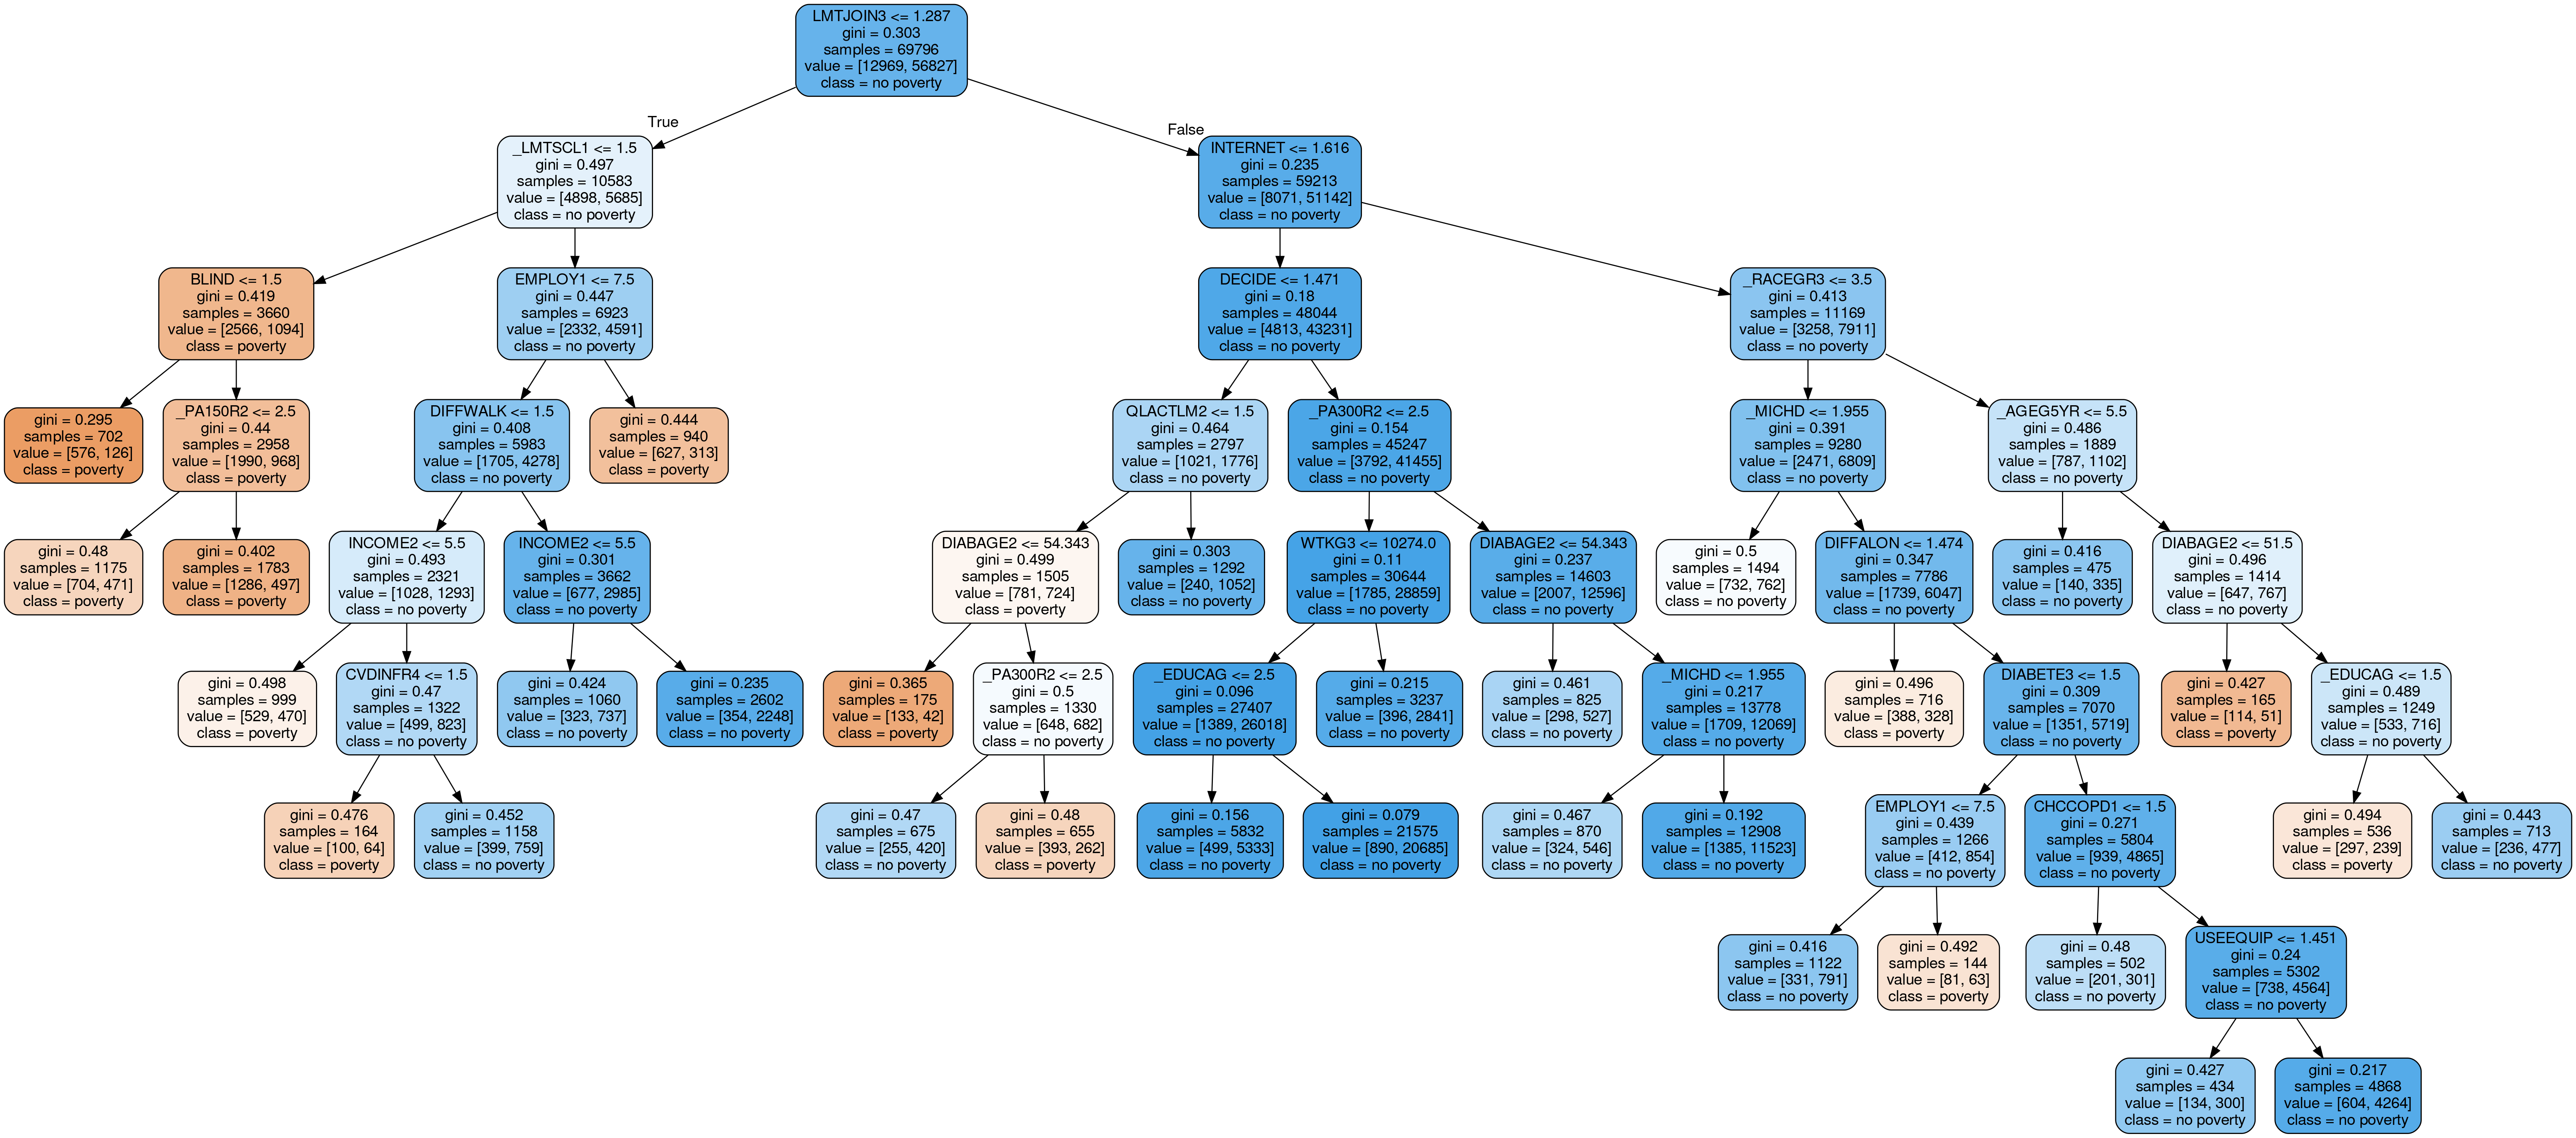 LMTJOIN3 <= 1.287
gini = 0.303
samples = 69796
value = [12969, 56827]
class = no poverty
True
False
_LMTSCL1 <= 1.5
gini = 0.497
samples = 10583
value = [4898, 5685]
class = no poverty
INTERNET <= 1.616
gini = 0.235
samples = 59213
value = [8071, 51142]
class = no poverty
BLIND <= 1.5
gini = 0.419
samples = 3660
value = [2566, 1094]
class = poverty
EMPLOY1 <= 7.5
gini = 0.447
samples = 6923
value = [2332, 4591]
class = no poverty
DECIDE <= 1.471
gini = 0.18
samples = 48044
value = [4813, 43231]
class = no poverty
_RACEGR3 <= 3.5
gini = 0.413
samples = 11169
value = [3258, 7911]
class = no poverty
gini = 0.295
samples = 702
value = [576, 126]
class = poverty
_PA150R2 <= 2.5
gini = 0.44
samples = 2958
value = [1990, 968]
class = poverty
DIFFWALK <= 1.5
gini = 0.408
samples = 5983
value = [1705, 4278]
class = no poverty
gini = 0.444
samples = 940
value = [627, 313]
class = poverty
QLACTLM2 <= 1.5
gini = 0.464
samples = 2797
value = [1021, 1776]
class = no poverty
_PA300R2 <= 2.5
gini = 0.154
samples = 45247
value = [3792, 41455]
class = no poverty
_MICHD <= 1.955
gini = 0.391
samples = 9280
value = [2471, 6809]
class = no poverty
_AGEG5YR <= 5.5
gini = 0.486
samples = 1889
value = [787, 1102]
class = no poverty
gini = 0.48
samples = 1175
value = [704, 471]
class = poverty
gini = 0.402
samples = 1783
value = [1286, 497]
class = poverty
INCOME2 <= 5.5
gini = 0.493
samples = 2321
value = [1028, 1293]
class = no poverty
INCOME2 <= 5.5
gini = 0.301
samples = 3662
value = [677, 2985]
class = no poverty
DIABAGE2 <= 54.343
gini = 0.499
samples = 1505
value = [781, 724]
class = poverty
gini = 0.303
samples = 1292
value = [240, 1052]
class = no poverty
WTKG3 <= 10274.0
gini = 0.11
samples = 30644
value = [1785, 28859]
class = no poverty
DIABAGE2 <= 54.343
gini = 0.237
samples = 14603
value = [2007, 12596]
class = no poverty
gini = 0.5
samples = 1494
value = [732, 762]
class = no poverty
DIFFALON <= 1.474
gini = 0.347
samples = 7786
value = [1739, 6047]
class = no poverty
gini = 0.416
samples = 475
value = [140, 335]
class = no poverty
DIABAGE2 <= 51.5
gini = 0.496
samples = 1414
value = [647, 767]
class = no poverty
gini = 0.498
samples = 999
value = [529, 470]
class = poverty
CVDINFR4 <= 1.5
gini = 0.47
samples = 1322
value = [499, 823]
class = no poverty
gini = 0.424
samples = 1060
value = [323, 737]
class = no poverty
gini = 0.235
samples = 2602
value = [354, 2248]
class = no poverty
gini = 0.365
samples = 175
value = [133, 42]
class = poverty
_PA300R2 <= 2.5
gini = 0.5
samples = 1330
value = [648, 682]
class = no poverty
_EDUCAG <= 2.5
gini = 0.096
samples = 27407
value = [1389, 26018]
class = no poverty
gini = 0.215
samples = 3237
value = [396, 2841]
class = no poverty
gini = 0.461
samples = 825
value = [298, 527]
class = no poverty
_MICHD <= 1.955
gini = 0.217
samples = 13778
value = [1709, 12069]
class = no poverty
gini = 0.496
samples = 716
value = [388, 328]
class = poverty
DIABETE3 <= 1.5
gini = 0.309
samples = 7070
value = [1351, 5719]
class = no poverty
gini = 0.427
samples = 165
value = [114, 51]
class = poverty
_EDUCAG <= 1.5
gini = 0.489
samples = 1249
value = [533, 716]
class = no poverty
gini = 0.476
samples = 164
value = [100, 64]
class = poverty
gini = 0.452
samples = 1158
value = [399, 759]
class = no poverty
gini = 0.47
samples = 675
value = [255, 420]
class = no poverty
gini = 0.48
samples = 655
value = [393, 262]
class = poverty
gini = 0.156
samples = 5832
value = [499, 5333]
class = no poverty
gini = 0.079
samples = 21575
value = [890, 20685]
class = no poverty
gini = 0.467
samples = 870
value = [324, 546]
class = no poverty
gini = 0.192
samples = 12908
value = [1385, 11523]
class = no poverty
EMPLOY1 <= 7.5
gini = 0.439
samples = 1266
value = [412, 854]
class = no poverty
CHCCOPD1 <= 1.5
gini = 0.271
samples = 5804
value = [939, 4865]
class = no poverty
gini = 0.494
samples = 536
value = [297, 239]
class = poverty
gini = 0.443
samples = 713
value = [236, 477]
class = no poverty
gini = 0.416
samples = 1122
value = [331, 791]
class = no poverty
gini = 0.492
samples = 144
value = [81, 63]
class = poverty
gini = 0.48
samples = 502
value = [201, 301]
class = no poverty
USEEQUIP <= 1.451
gini = 0.24
samples = 5302
value = [738, 4564]
class = no poverty
gini = 0.427
samples = 434
value = [134, 300]
class = no poverty
gini = 0.217
samples = 4868
value = [604, 4264]
class = no poverty